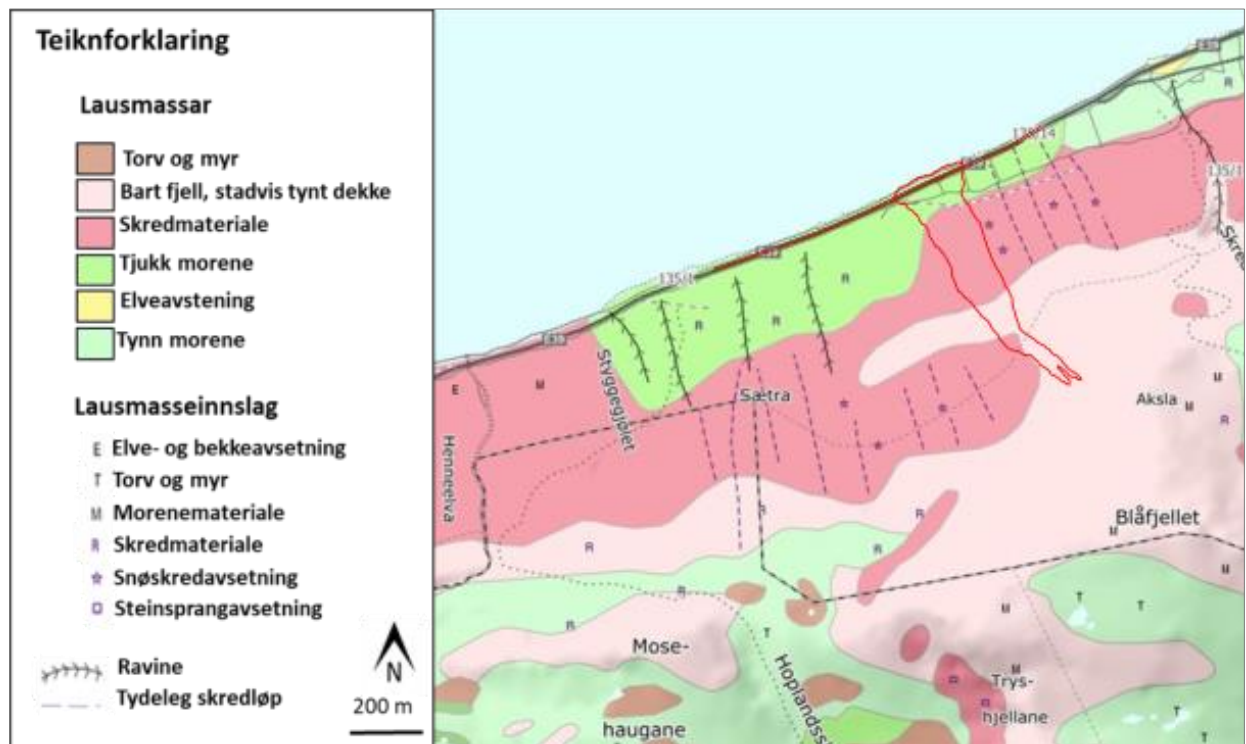 Teiknforklaring
Lausmassar
Torv og myr
Bart fjell, stadvis tynt dekke
Skredmateriale
Tjukk morene
Elveavstening
Tynn morene
Lausmasseinnslag
E Elve- og bekkeavsetning
T Torv og myr
M Morenemateriale
R Skredmateriale
Snøskredavsetning
Steinsprangavsetning
Ravine
Tydeleg skredløp
N
200 m
135/14
135/1
R
R
R
R
E
M
Styggegjølet
Sætra
Henneelva
Aksla
M
M
R
R
R
R
Blåfjellet
M
M
R
R
R
M
T
T
Mose-
T
Hoplands
M
Trys-
hjellane
T
T
haugane